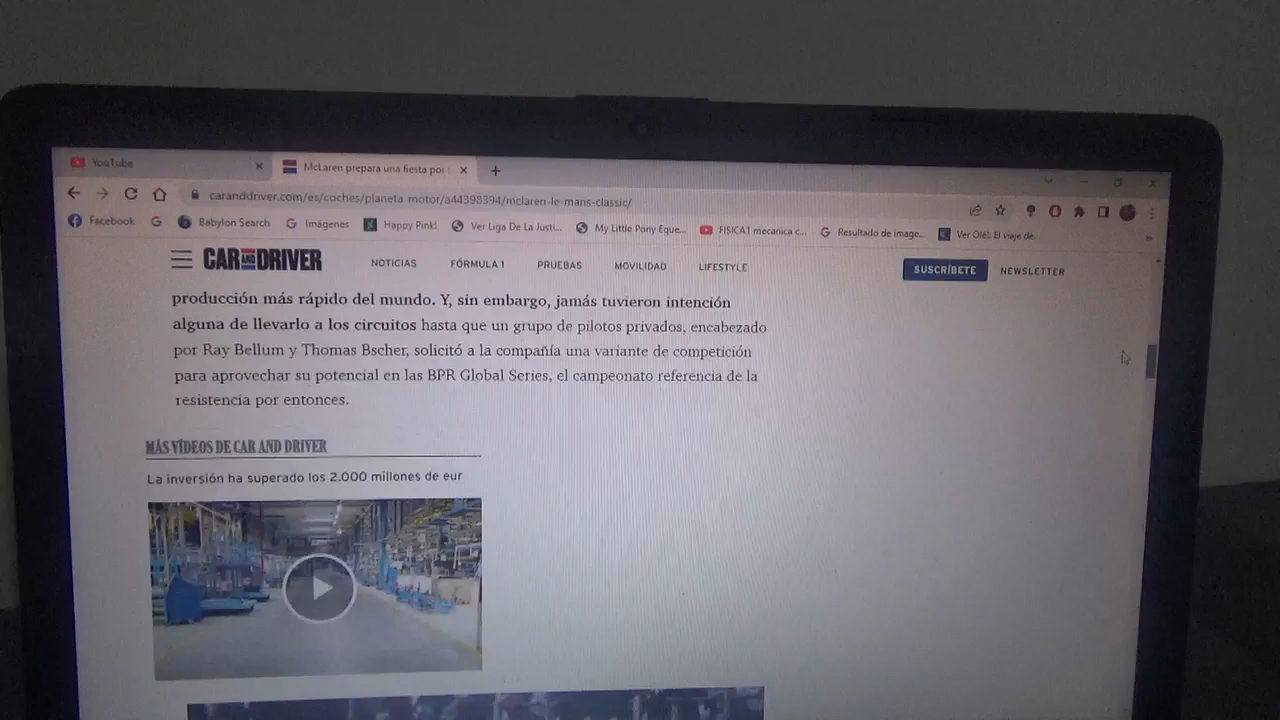 YouTube
McLaren prepara una fiesta por
caranddriver.com/es/coches/planeta-motor/a44398394/mclaren-le-mans-classic/
Facebook
Babylon Search
Imágenes
Happy Pink!
Ver Liga De La Justi...
My Little Pony Eque...
FISICA1 mecanica c...
Resultado de image...
Ver Olé!: El viaje de...
CAR AND DRIVER
NOTICIAS
FÓRMULA 1
PRUEBAS
MOVILIDAD
LIFESTYLE
SUSCRÍBETE
NEWSLETTER
producción más rápido del mundo. Y, sin embargo, jamás tuvieron intención
alguna de llevarlo a los circuitos hasta que un grupo de pilotos privados, encabezado
por Ray Bellum y Thomas Bscher, solicitó a la compañía una variante de competición
para aprovechar su potencial en las BPR Global Series, el campeonato referencia de la
resistencia por entonces.
MÁS VÍDEOS DE CAR AND DRIVER
La inversión ha superado los 2.000 millones de eur